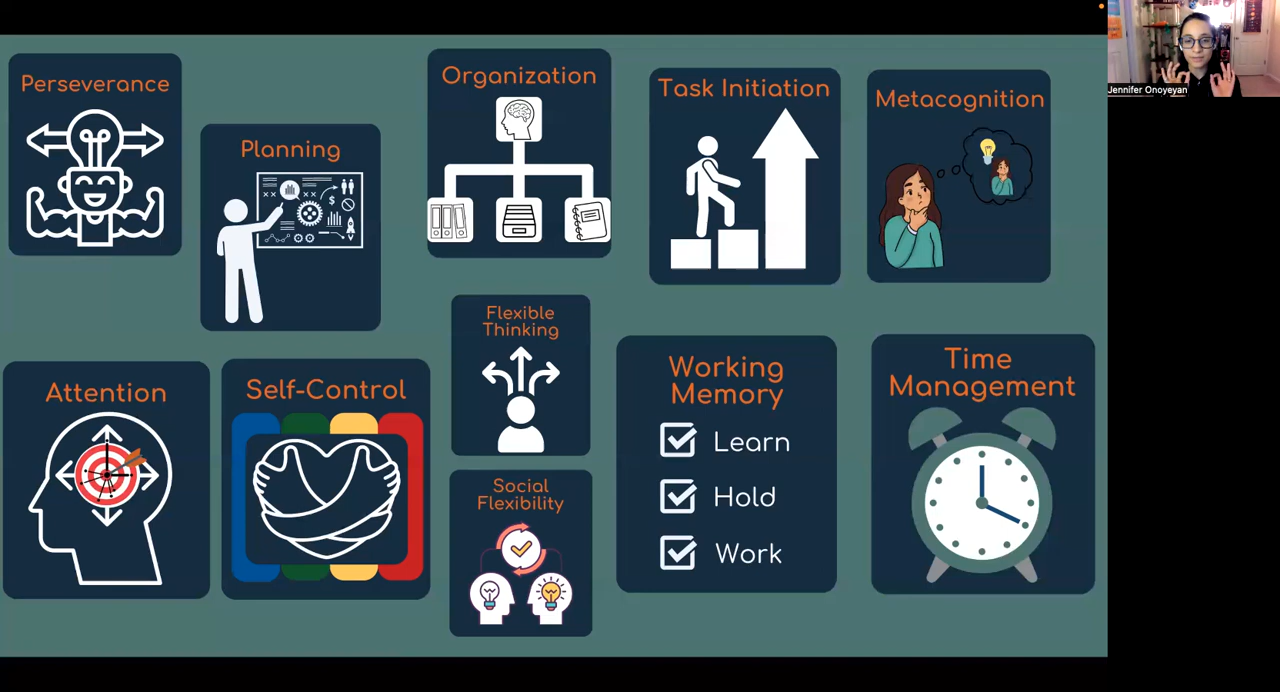 Perseverance
Planning
Organization
Task Initiation
Metacognition
Jennifer Onoyeyan
Attention
Self-Control
Flexible
Thinking
Social
Flexibility
Working
Memory
Learn
Hold
Work
Time
Management